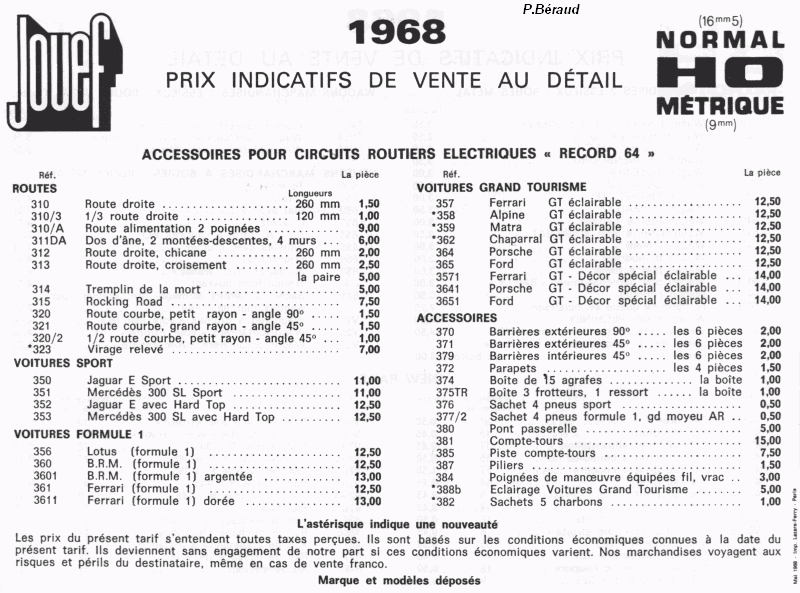 P.Béraud
Jouef
1968
PRIX INDICATIFS DE VENTE AU DÉTAIL
(16mm5)
NORMAL
HO
MÉTRIQUE
(9mm)
ACCESSOIRES POUR CIRCUITS ROUTIERS ELECTRIQUES « RECORD 64 »
Réf. La pièce
ROUTES
Longueurs
310 Route droite ..................... 260 mm 1,50
310/3 1/3 route droite ............... 120 mm 1,00
310/A Route alimentation 2 poignées ............ 9,00
311DA Dos d'âne, 2 montées-descentes, 4 murs ... 6,00
312 Route droite, chicane ........... 260 mm 2,00
313 Route droite, croisement ....... 260 mm 2,50
la paire 5,00
314 Tremplin de la mort ................ 5,00
315 Rocking Road ................ 7,50
320 Route courbe, petit rayon - angle 90° ..... 1,50
321 Route courbe, grand rayon - angle 45° ..... 1,50
320/2 1/2 route courbe, petit rayon - angle 45° .. 1,00
*323 Virage relevé ................ 7,00
VOITURES SPORT
350 Jaguar E Sport ................ 11,00
351 Mercédès 300 SL Sport ................ 11,00
352 Jaguar E avec Hard Top ................ 12,50
353 Mercédès 300 SL avec Hard Top ........ 12,50
VOITURES FORMULE 1
356 Lotus (formule 1) ................ 12,50
360 B.R.M. (formule 1) ................ 12,50
3601 B.R.M. (formule 1) argentée ............ 13,00
361 Ferrari (formule 1) ................ 12,50
3611 Ferrari (formule 1) dorée ............ 13,00
Réf. La pièce
VOITURES GRAND TOURISME
357 Ferrari GT éclairable ................ 12,50
*358 Alpine GT éclairable ................ 12,50
*359 Matra GT éclairable ................ 12,50
*362 Chaparral GT éclairable ................ 12,50
364 Porsche GT éclairable ................ 12,50
365 Ford GT éclairable ................ 12,50
3571 Ferrari GT - Décor spécial éclairable ... 14,00
3641 Porsche GT - Décor spécial éclairable ... 14,00
3651 Ford GT - Décor spécial éclairable ... 14,00
ACCESSOIRES
370 Barrières extérieures 90° ..... les 6 pièces 2,00
371 Barrières extérieures 45° ..... les 6 pièces 2,00
379 Barrières intérieures 45° ..... les 6 pièces 2,00
372 Parapets ................ les 4 pièces 1,50
374 Boîte de 15 agrafes ................ la boîte 1,00
375TR Boîte 3 frotteurs, 1 ressort ...... la boîte 1,00
376 Sachet 4 pneus sport ................ 0,50
377/2 Sachet 4 pneus formule 1, gd moyeu AR .. 0,50
380 Pont passerelle ................ 5,00
381 Compte-tours ................ 15,00
385 Piste compte-tours ................ 7,50
387 Piliers ................ 1,50
384 Poignées de manœuvre équipées fil, vrac .. 3,00
*388b Eclairage Voitures Grand Tourisme ....... 5,00
*382 Sachets 5 charbons ................ 1,00
L'astérisque indique une nouveauté
Les prix du présent tarif s'entendent toutes taxes perçues. Ils sont basés sur les conditions économiques connues à la date du
présent tarif. Ils deviennent sans engagement de notre part si ces conditions économiques varient. Nos marchandises voyagent aux
risques et périls du destinataire, même en cas de vente franco.
Marque et modèles déposés
Mai 1968 - Imp. Lazare-Ferry - Paris